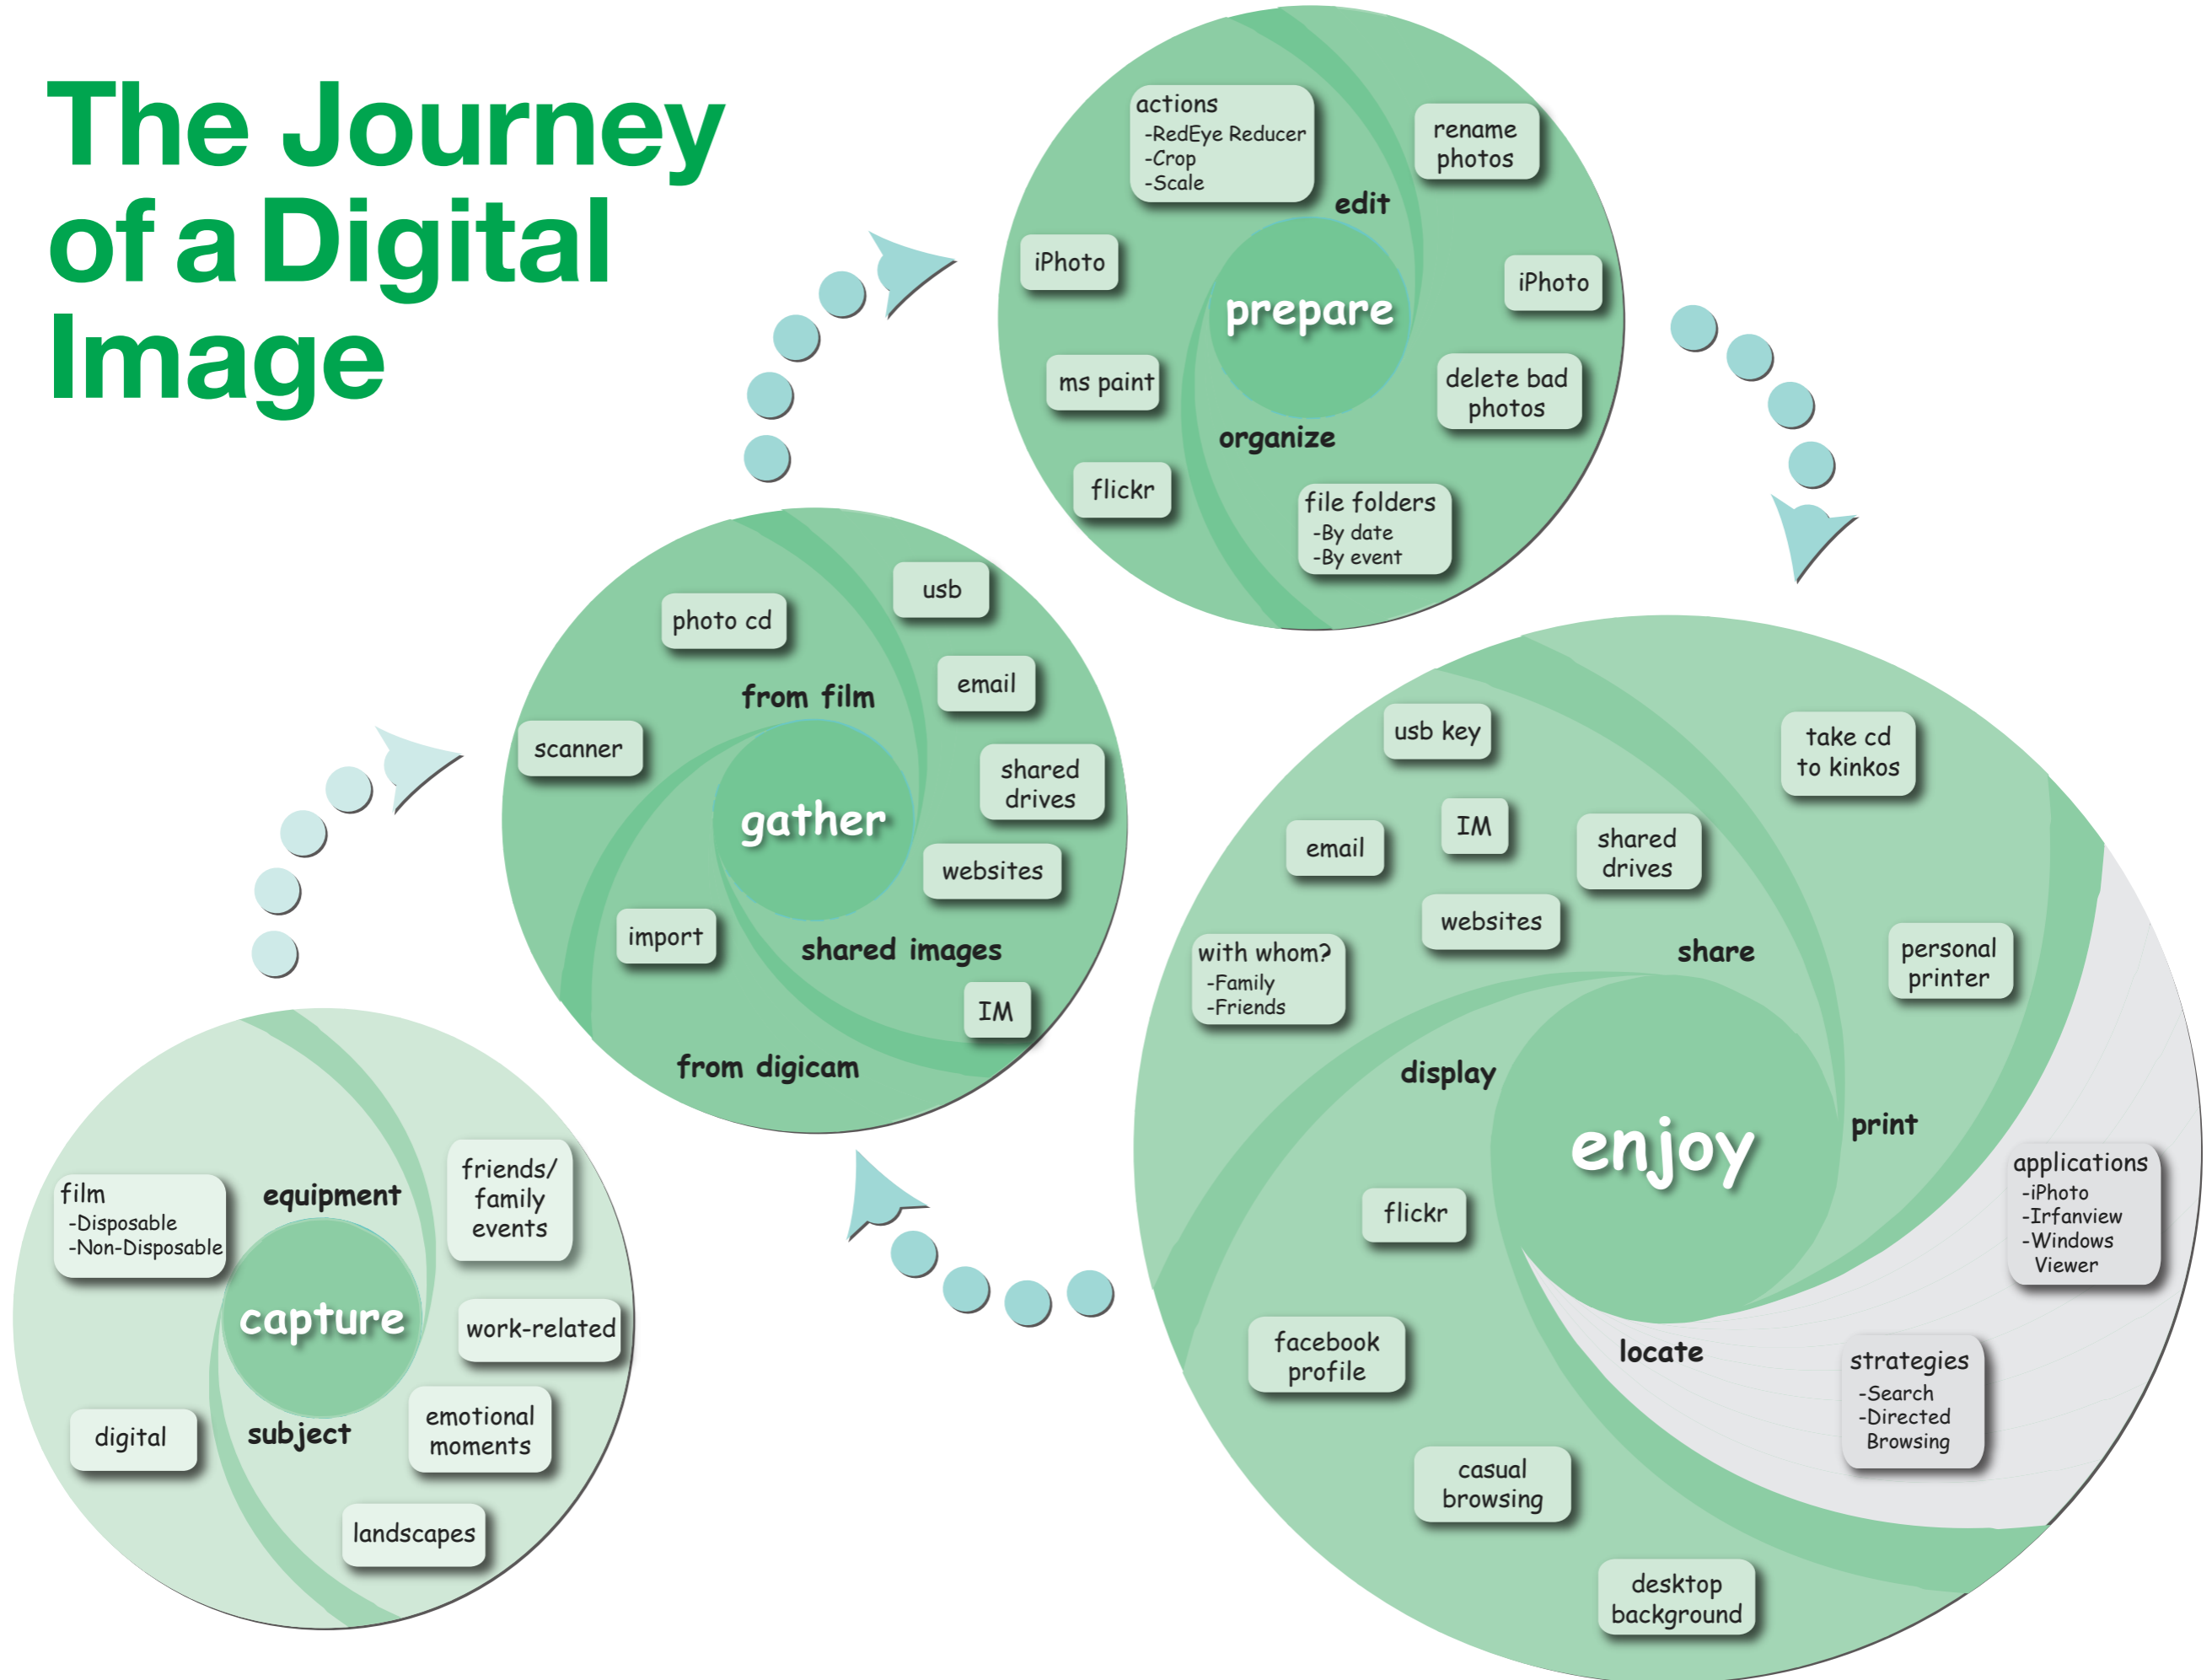 The Journey
of a Digital
Image
capture
equipment
film
-Disposable
-Non-Disposable
digital
subject
friends/
family
events
work-related
emotional
moments
landscapes
gather
from film
photo cd
scanner
from digicam
import
shared images
usb
email
shared
drives
websites
IM
prepare
edit
actions
-RedEye Reducer
-Crop
-Scale
iPhoto
ms paint
flickr
organize
rename
photos
iPhoto
delete bad
photos
file folders
-By date
-By event
enjoy
share
usb key
IM
email
shared
drives
websites
with whom?
-Family
-Friends
print
take cd
to kinkos
personal
printer
display
flickr
facebook
profile
casual
browsing
desktop
background
locate
applications
-iPhoto
-Irfanview
-Windows
Viewer
strategies
-Search
-Directed
Browsing